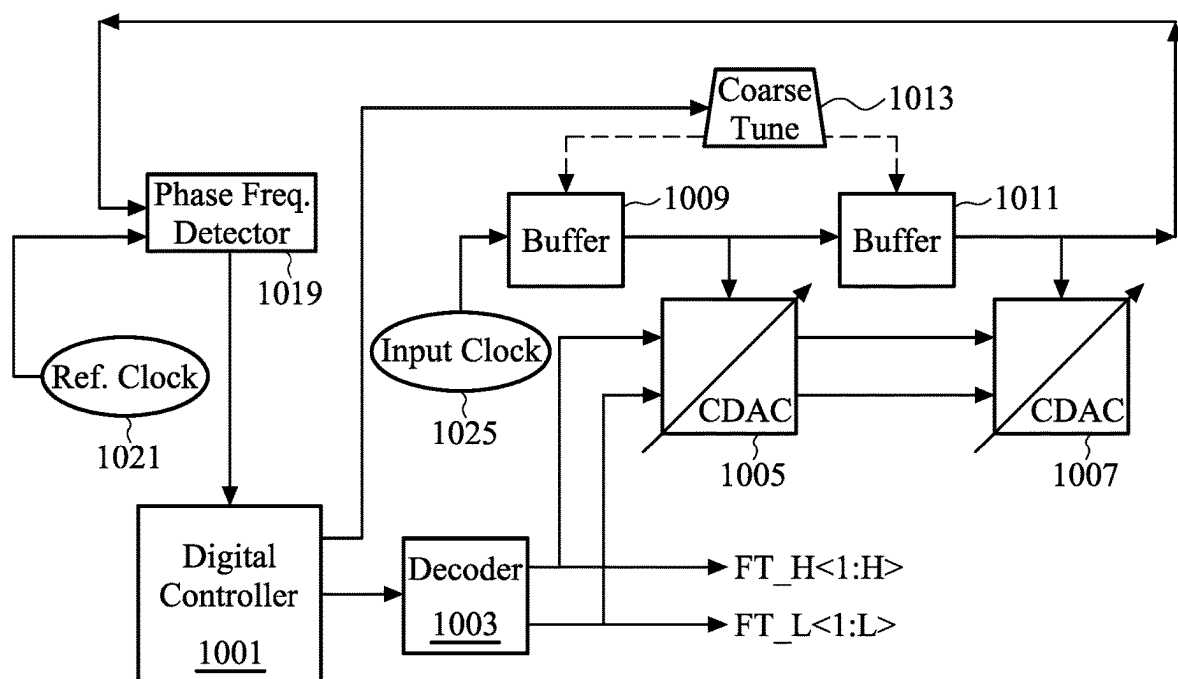 Coarse
Tune
1013
Phase Freq.
Detector
1019
1009
1011
Buffer
Buffer
Ref. Clock
1021
Input Clock
1025
CDAC
1005
CDAC
1007
Digital
Controller
1001
Decoder
1003
FT_H<1:H>
FT_L<1:L>